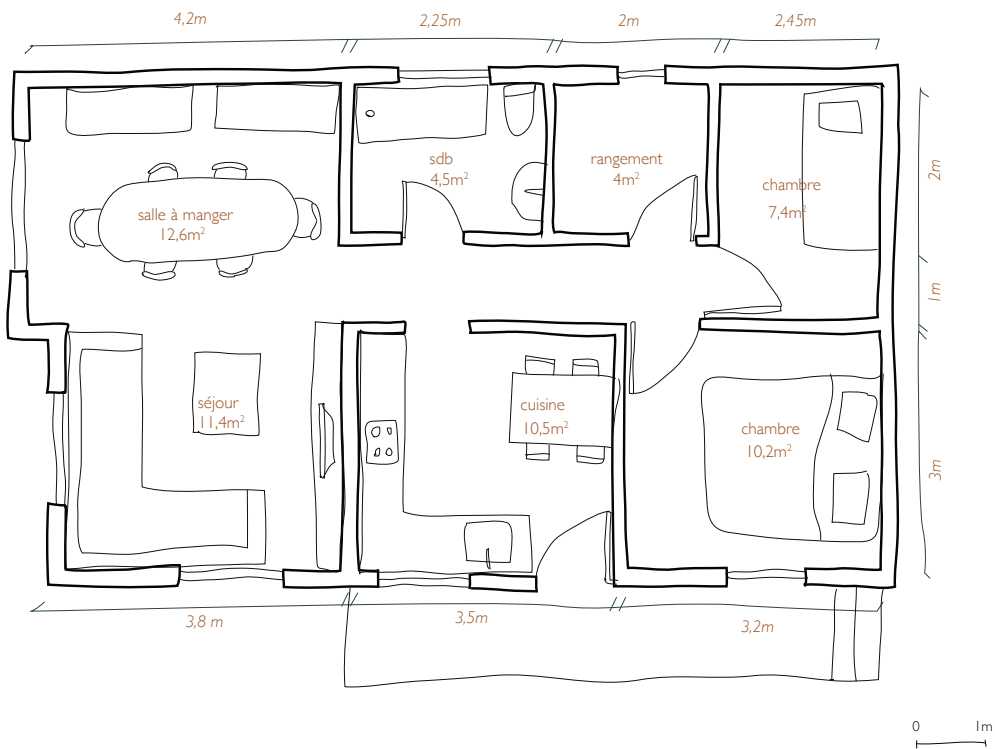 4,2m
2,25m
2m
2,45m
sdb
4,5m²
rangement
4m²
chambre
7,4m²
2m
salle à manger
12,6m²
1m
séjour
11,4m²
cuisine
10,5m²
chambre
10,2m²
3m
3,8 m
3,5m
3,2m
0 1m